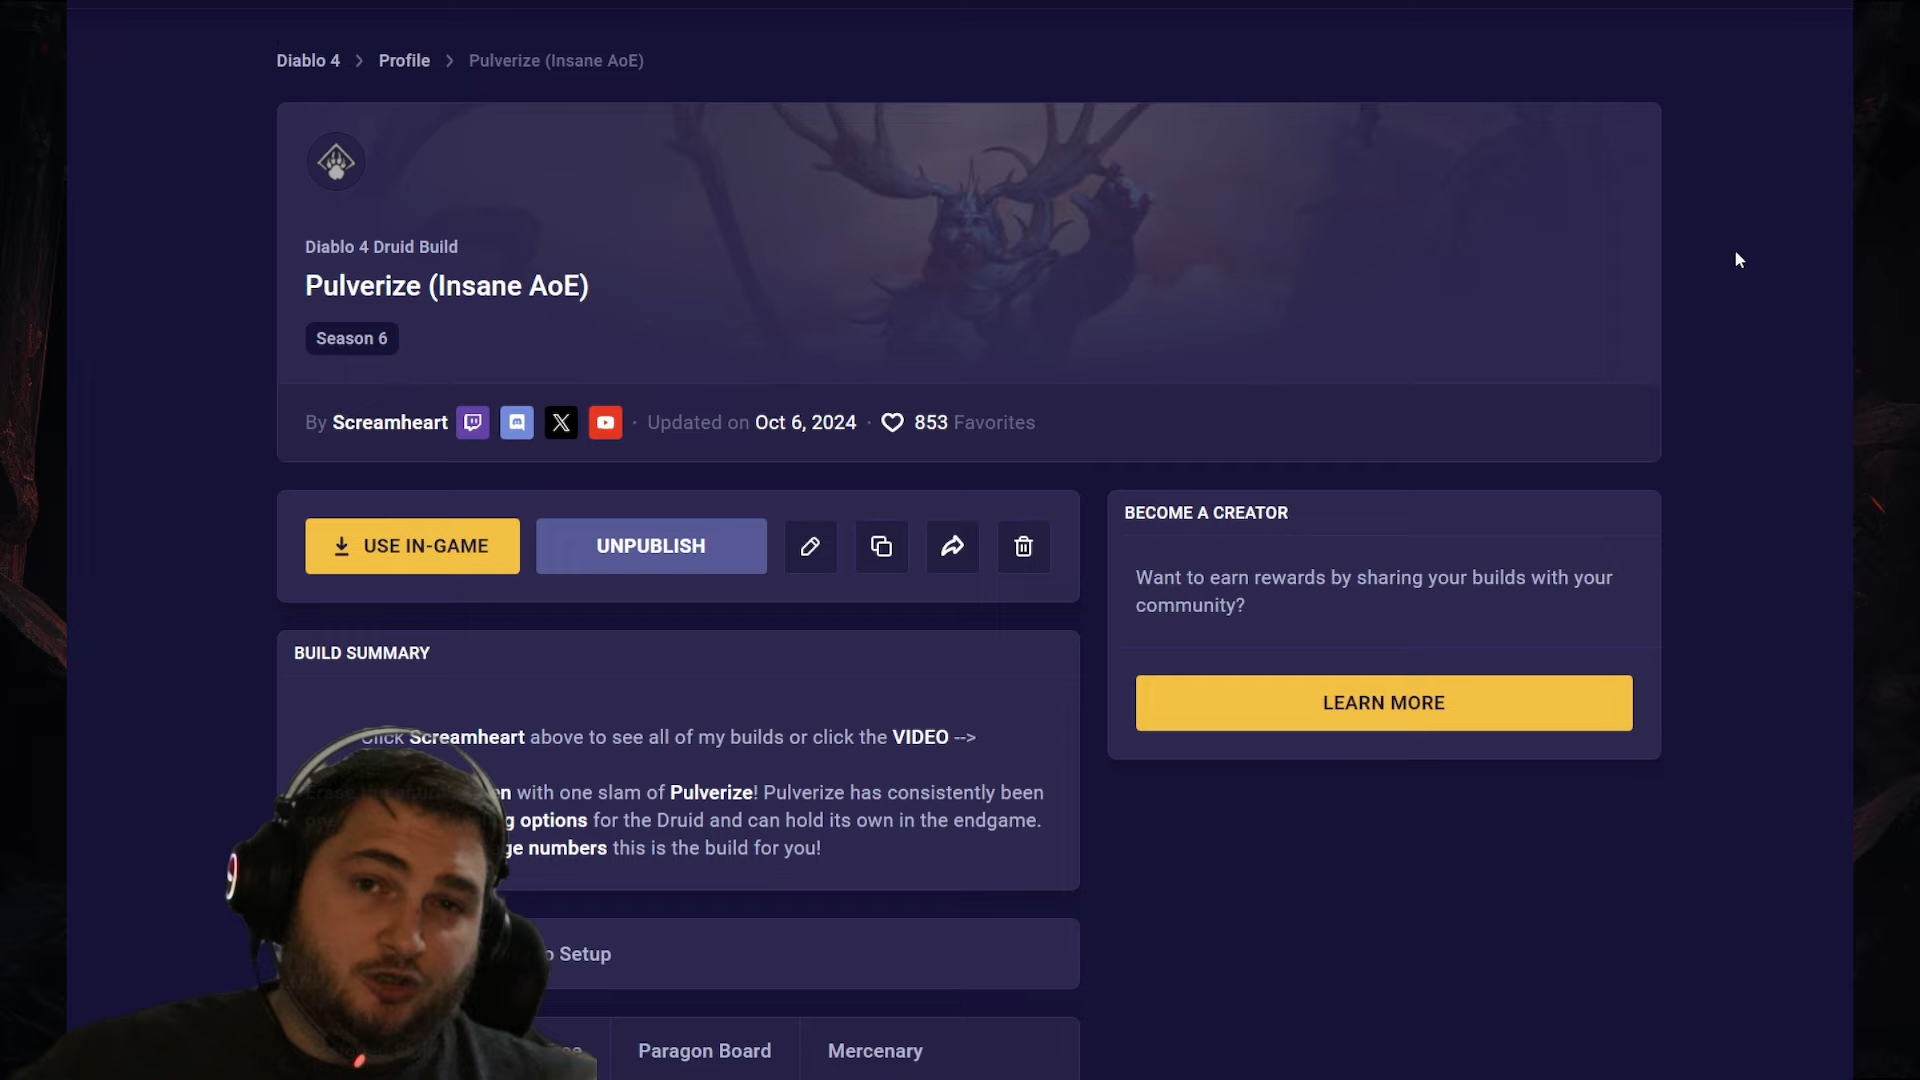 Diablo 4 > Profile > Pulverize (Insane AoE)
Diablo 4 Druid Build
Pulverize (Insane AoE)
Season 6
By Screamheart · Updated on Oct 6, 2024 · 853 Favorites
USE IN-GAME
UNPUBLISH
BUILD SUMMARY
Click Screamheart above to see all of my builds or click the VIDEO -->
with one slam of Pulverize! Pulverize has consistently been
options for the Druid and can hold its own in the endgame.
numbers this is the build for you!
Setup
Paragon Board
Mercenary
BECOME A CREATOR
Want to earn rewards by sharing your builds with your
community?
LEARN MORE